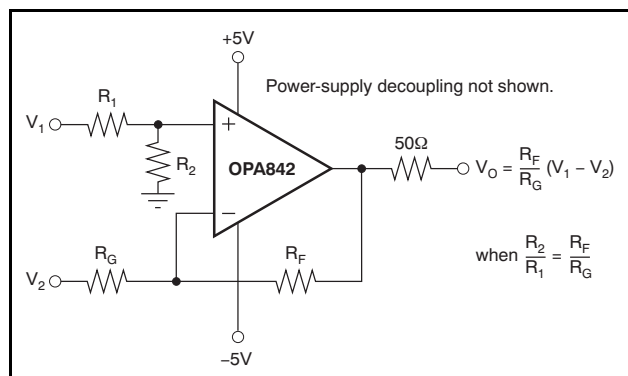 +5V
Power-supply decoupling not shown.
R1
V1
+
R2
OPA842
50Ω
VO = RF/RG (V1 – V2)
–
RG
RF
V2
when R2/R1 = RF/RG
–5V